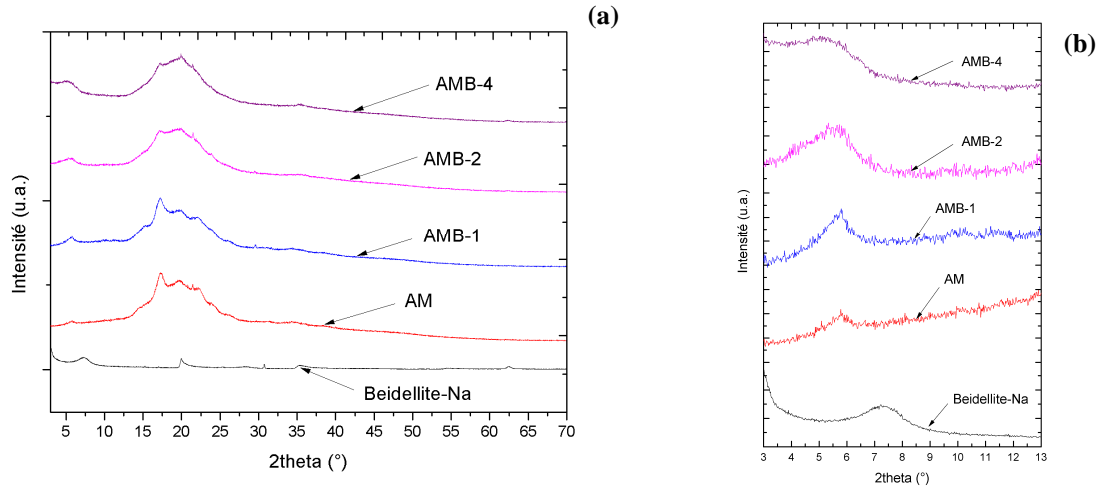 (a)
AMB-4
AMB-2
AMB-1
AM
Beidellite-Na
Intensité (u.a.)
5 10 15 20 25 30 35 40 45 50 55 60 65 70
2theta (°)
(b)
AMB-4
AMB-2
AMB-1
AM
Beidellite-Na
Intensité (u.a.)
3 4 5 6 7 8 9 10 11 12 13
2theta (°)